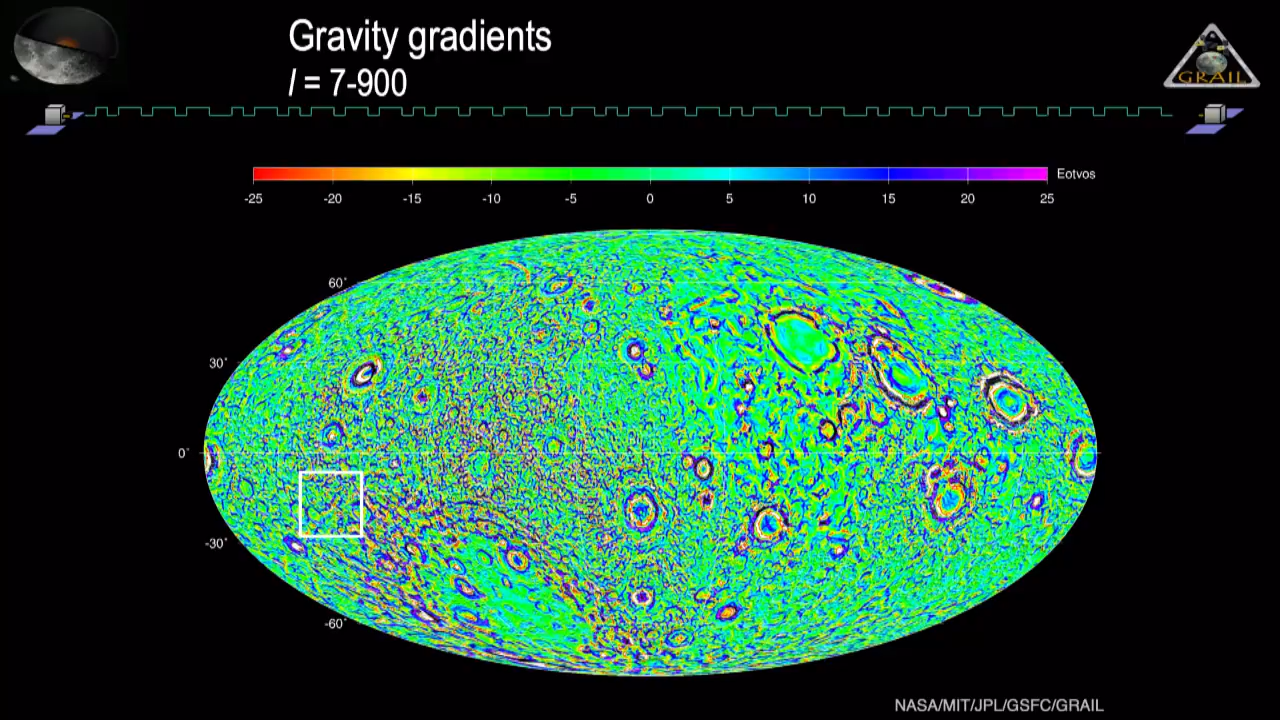 Gravity gradients
l = 7-900
GRAIL
Eotvos
-25 -20 -15 -10 -5 0 5 10 15 20 25
60°
30°
0°
-30°
-60°
NASA/MIT/JPL/GSFC/GRAIL